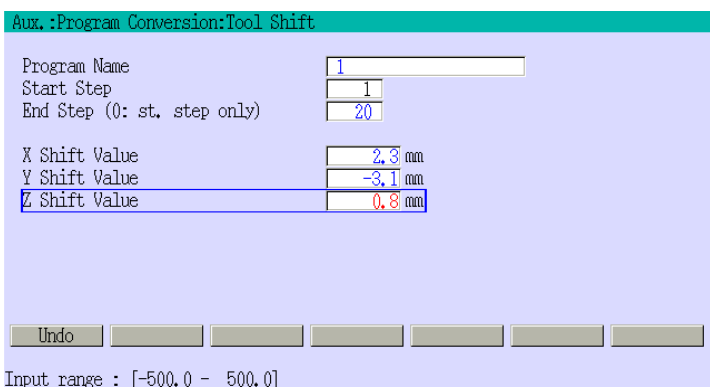 Aux.:Program Conversion:Tool Shift
Program Name 1
Start Step 1
End Step (0: st. step only) 20
X Shift Value 2.3 mm
Y Shift Value -3.1 mm
Z Shift Value 0.8 mm
Undo
Input range : [-500.0 - 500.0]